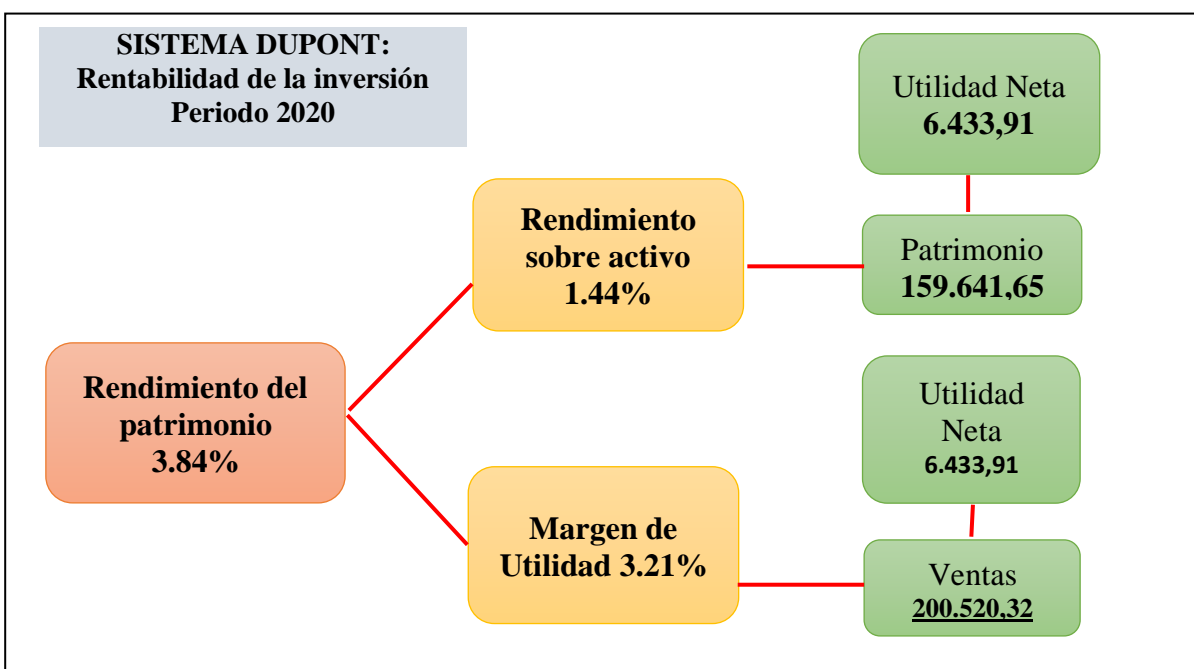 SISTEMA DUPONT:
Rentabilidad de la inversión
Periodo 2020
Utilidad Neta
6.433,91
Rendimiento
sobre activo
1.44%
Patrimonio
159.641,65
Rendimiento del
patrimonio
3.84%
Utilidad
Neta
6.433,91
Margen de
Utilidad 3.21%
Ventas
200.520,32